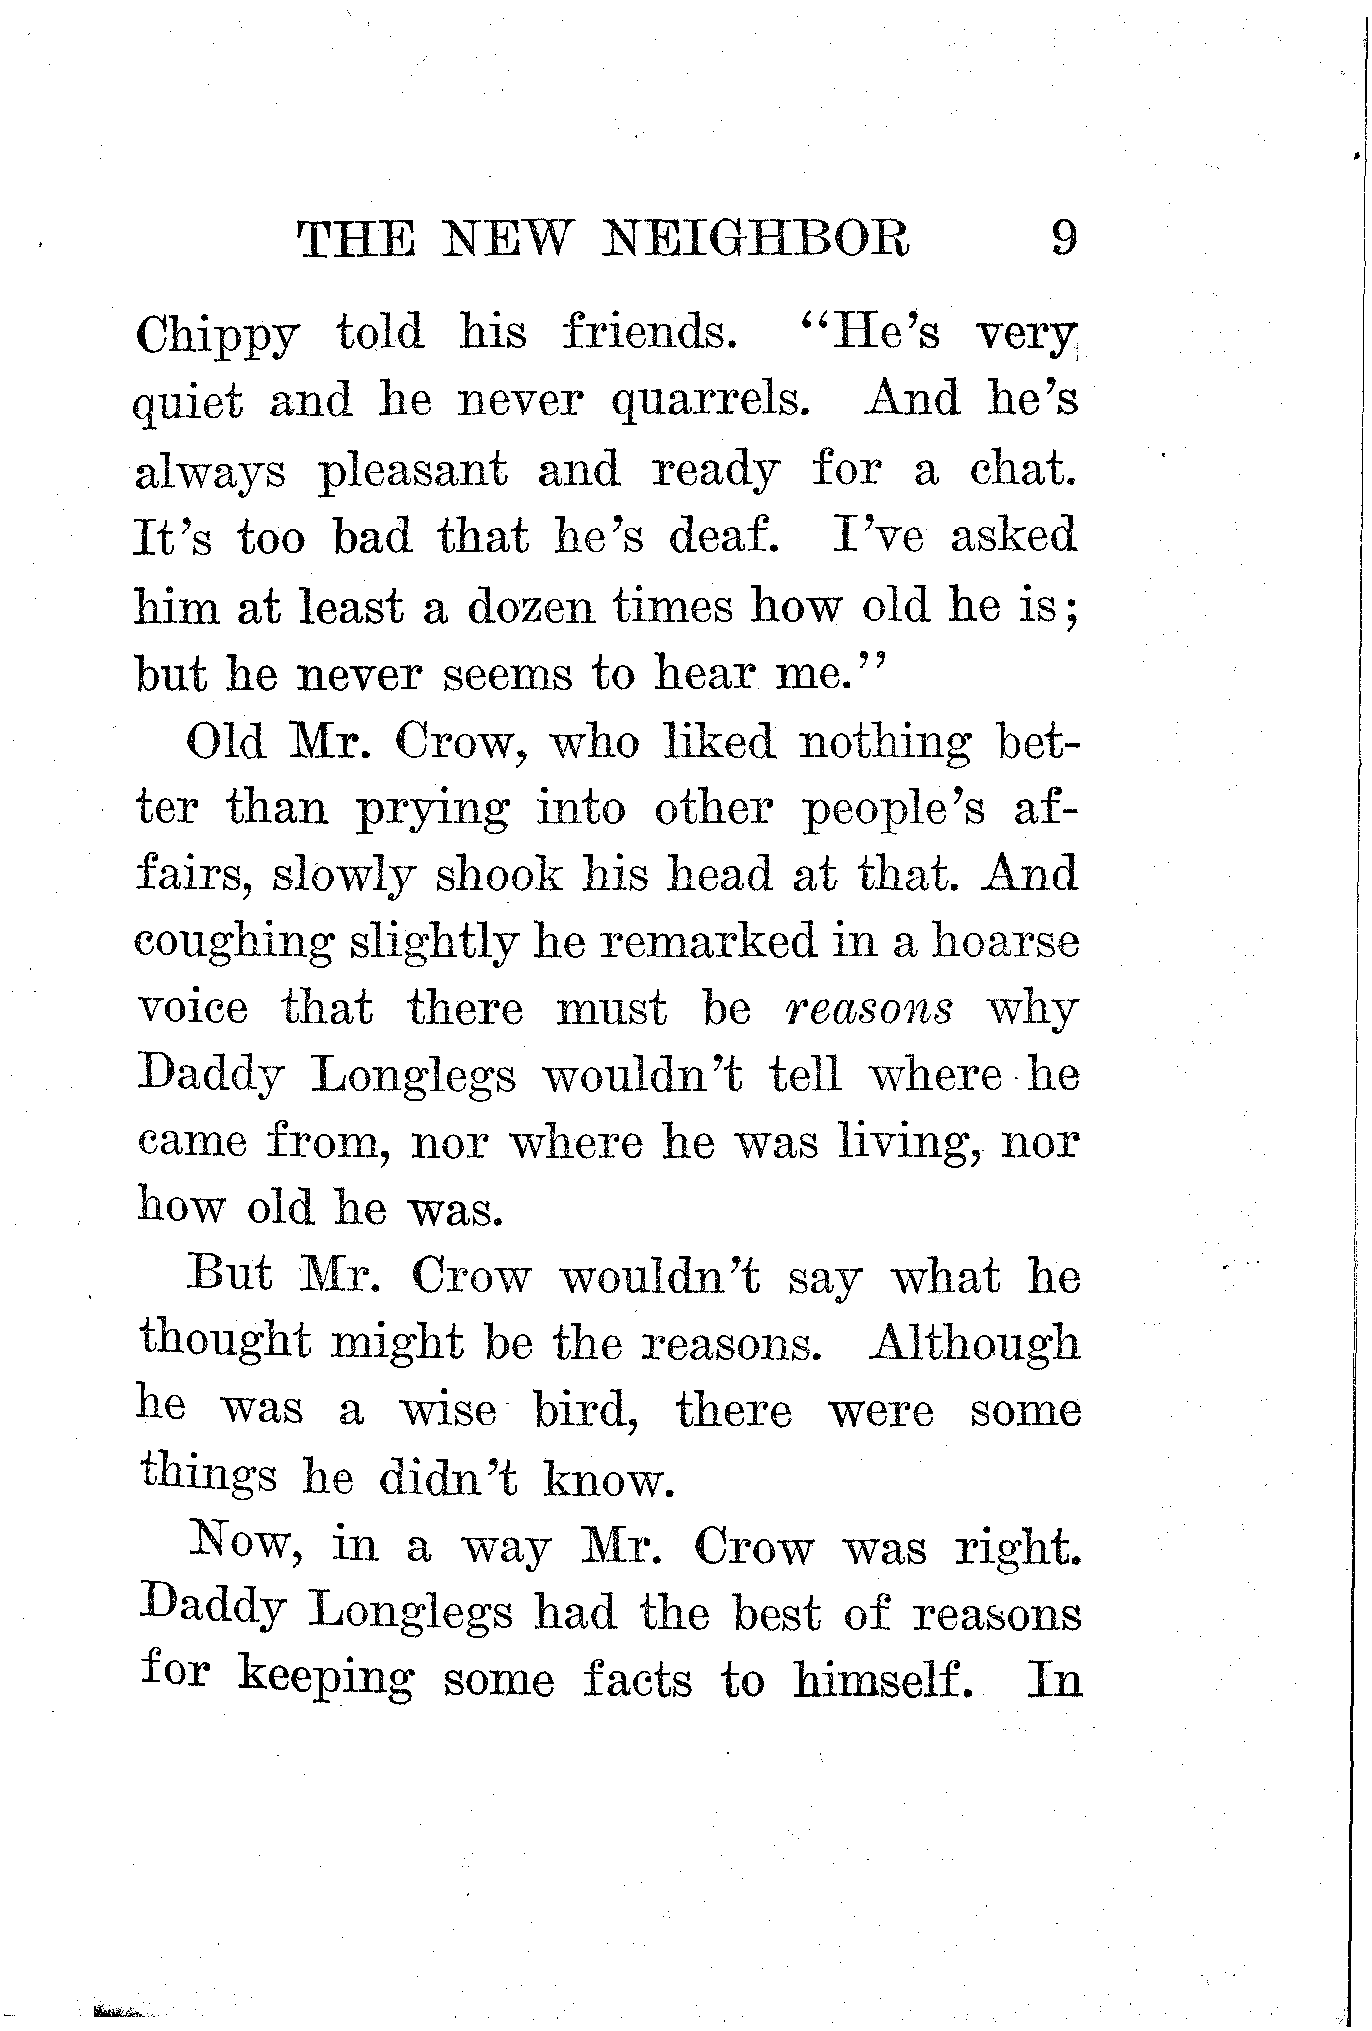 THE NEW NEIGHBOR 9
Chippy told his friends. “He’s very
quiet and he never quarrels. And he’s
always pleasant and ready for a chat.
It’s too bad that he’s deaf. I’ve asked
him at least a dozen times how old he is;
but he never seems to hear me.”
Old Mr. Crow, who liked nothing bet-
ter than prying into other people’s af-
fairs, slowly shook his head at that. And
coughing slightly he remarked in a hoarse
voice that there must be reasons why
Daddy Longlegs wouldn’t tell where he
came from, nor where he was living, nor
how old he was.
But Mr. Crow wouldn’t say what he
thought might be the reasons. Although
he was a wise bird, there were some
things he didn’t know.
Now, in a way Mr. Crow was right.
Daddy Longlegs had the best of reasons
for keeping some facts to himself. In